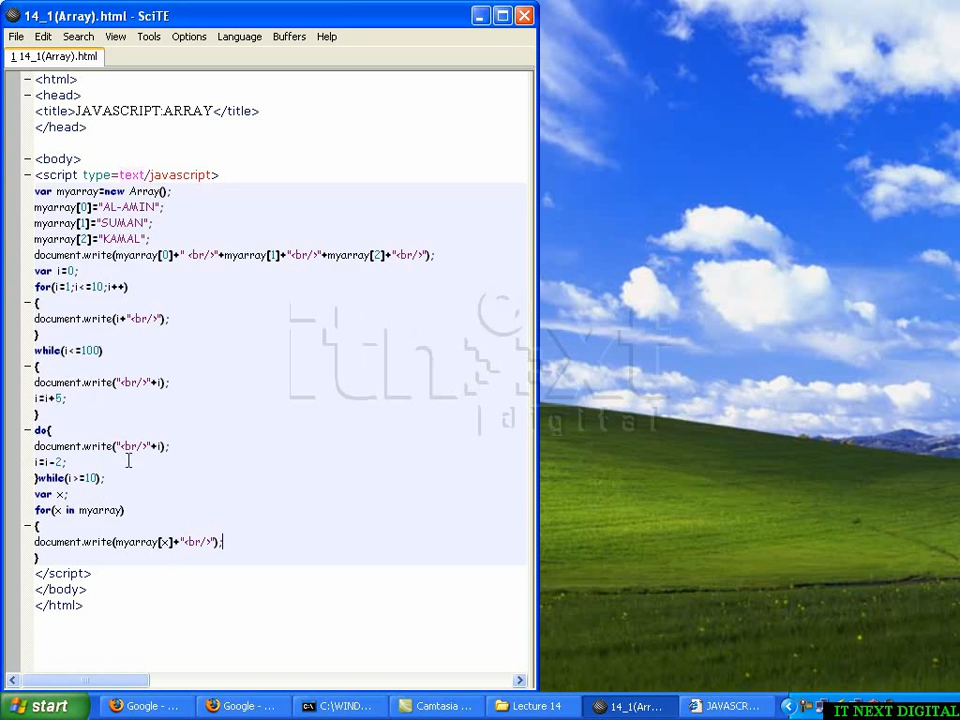 14_1(Array).html - SciTE
File Edit Search View Tools Options Language Buffers Help
1 14_1(Array).html
<html>
<head>
<title>JAVASCRIPT:ARRAY</title>
</head>
<body>
<script type=text/javascript>
var myarray=new Array();
myarray[0]="AL-AMIN";
myarray[1]="SUMAN";
myarray[2]="KAMAL";
document.write(myarray[0]+" <br/>"+myarray[1]+"<br/>"+myarray[2]+"<br/>");
var i=0;
for(i=1;i<=10;i++)
{
document.write(i+"<br/>");
}
while(i<=100)
{
document.write("<br/>"+i);
i=i+5;
}
do{
document.write("<br/>"+i);
i=i-2;
}while(i>=10);
var x;
for(x in myarray)
{
document.write(myarray[x]+"<br/>");
}
</script>
</body>
</html>
©
itnext
|digital
start Google - ... Google - ... C:\WIND... Camtasia ... Lecture 14 14_1(Arr... JAVASCR...
IT NEXT DIGITAL